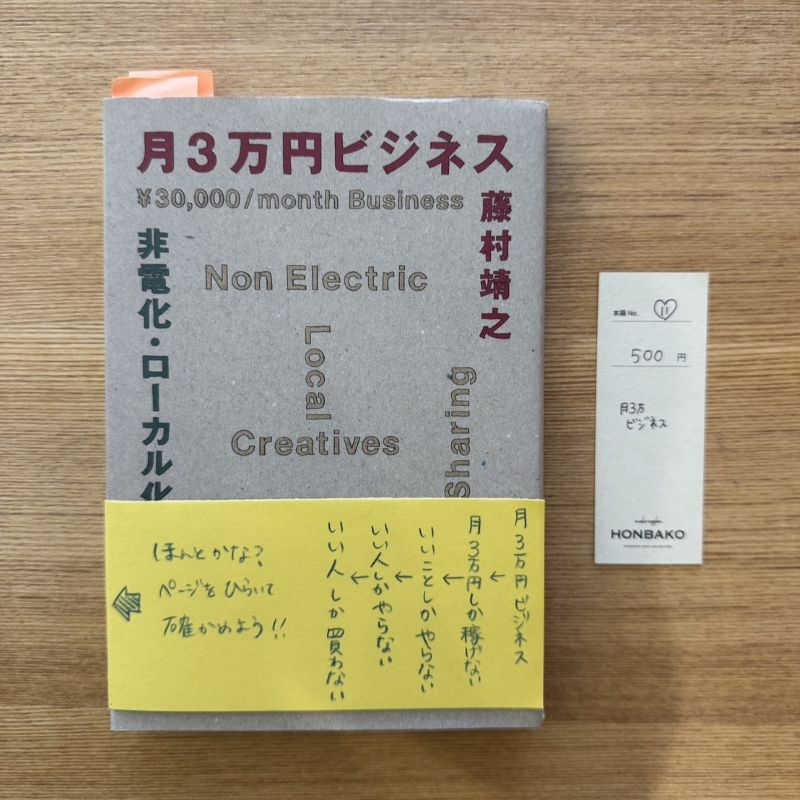 月3万円ビジネス
¥30,000/month Business
藤村靖之
非電化・ローカル化
Non Electric
Local
Creatives
Sharing
月3万円ビジネス
←
月3万円しか稼げない
←
いいことしかやらない
←
いい人しかやらない
←
いい人しか買わない
ほんとかな?
ページをひらいて
確かめよう!!
本箱No. 11
500 円
月3万
ビジネス
HONBAKO